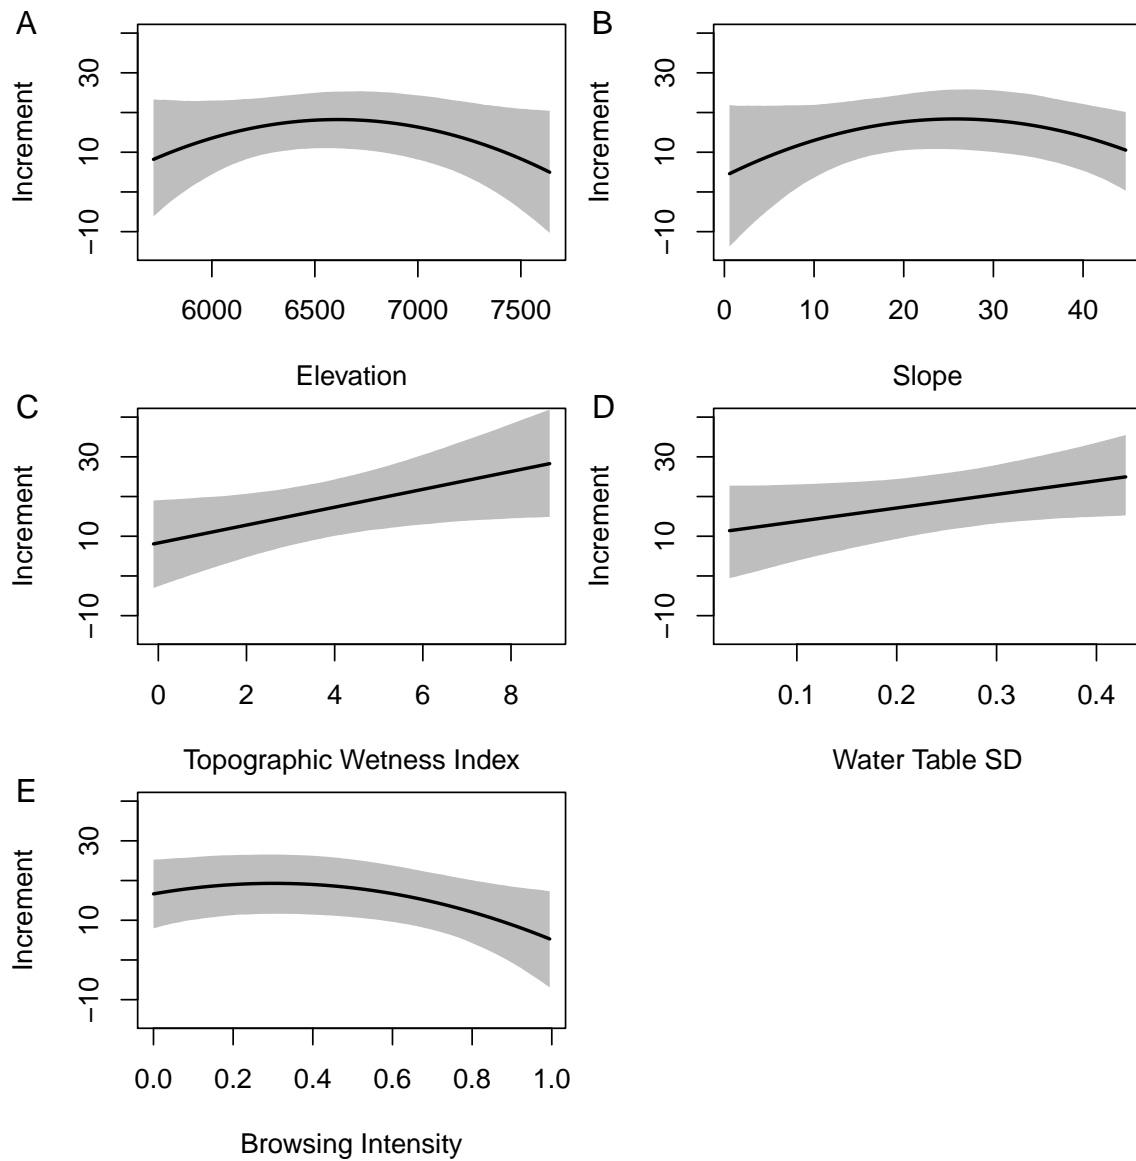 A
Increment
−10 10 30
6000 6500 7000 7500
Elevation
B
Increment
−10 10 30
0 10 20 30 40
Slope
C
Increment
−10 10 30
0 2 4 6 8
Topographic Wetness Index
D
Increment
−10 10 30
0.1 0.2 0.3 0.4
Water Table SD
E
Increment
−10 10 30
0.0 0.2 0.4 0.6 0.8 1.0
Browsing Intensity